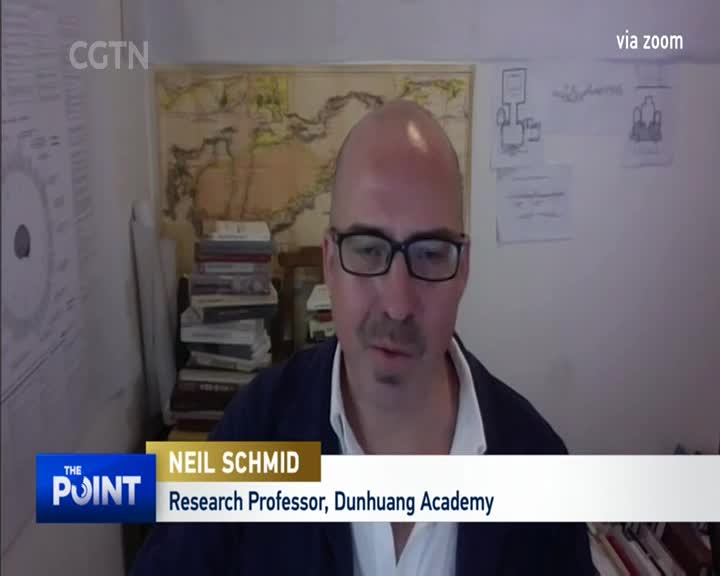 CGTN
via zoom
NEIL SCHMID
THE
POINT
Research Professor, Dunhuang Academy